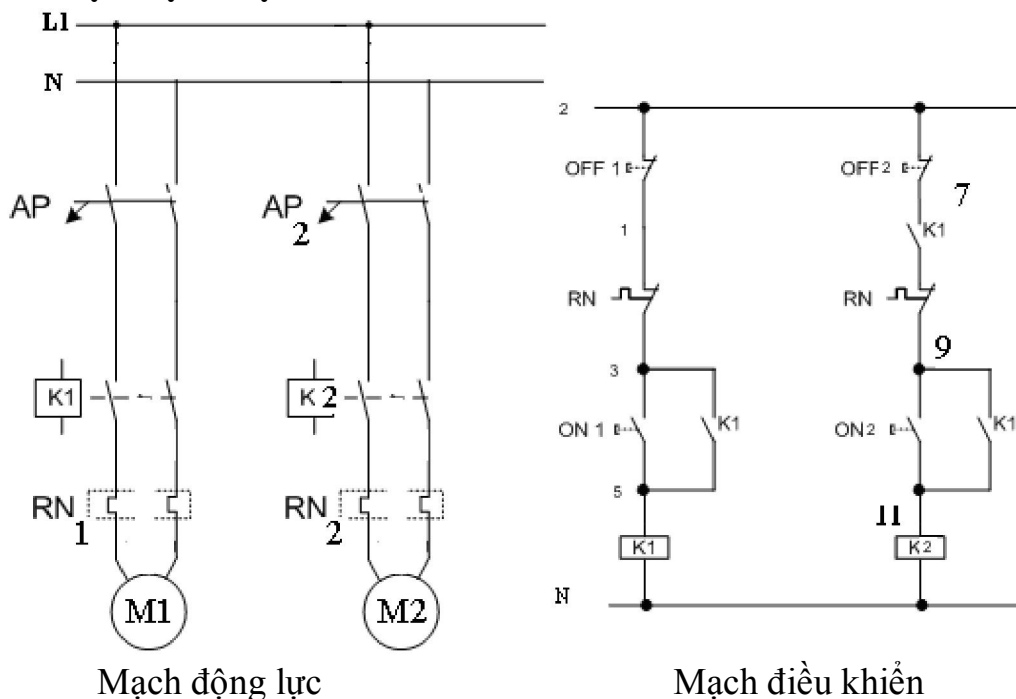 L1
N
AP
AP 2
K1
K 2
RN 1
RN 2
M1
M2
Mạch động lực
2
OFF 1
OFF 2
7
1
K1
RN
RN
3
9
ON 1
K1
ON 2
K1
5
11
K1
K2
N
Mạch điều khiển